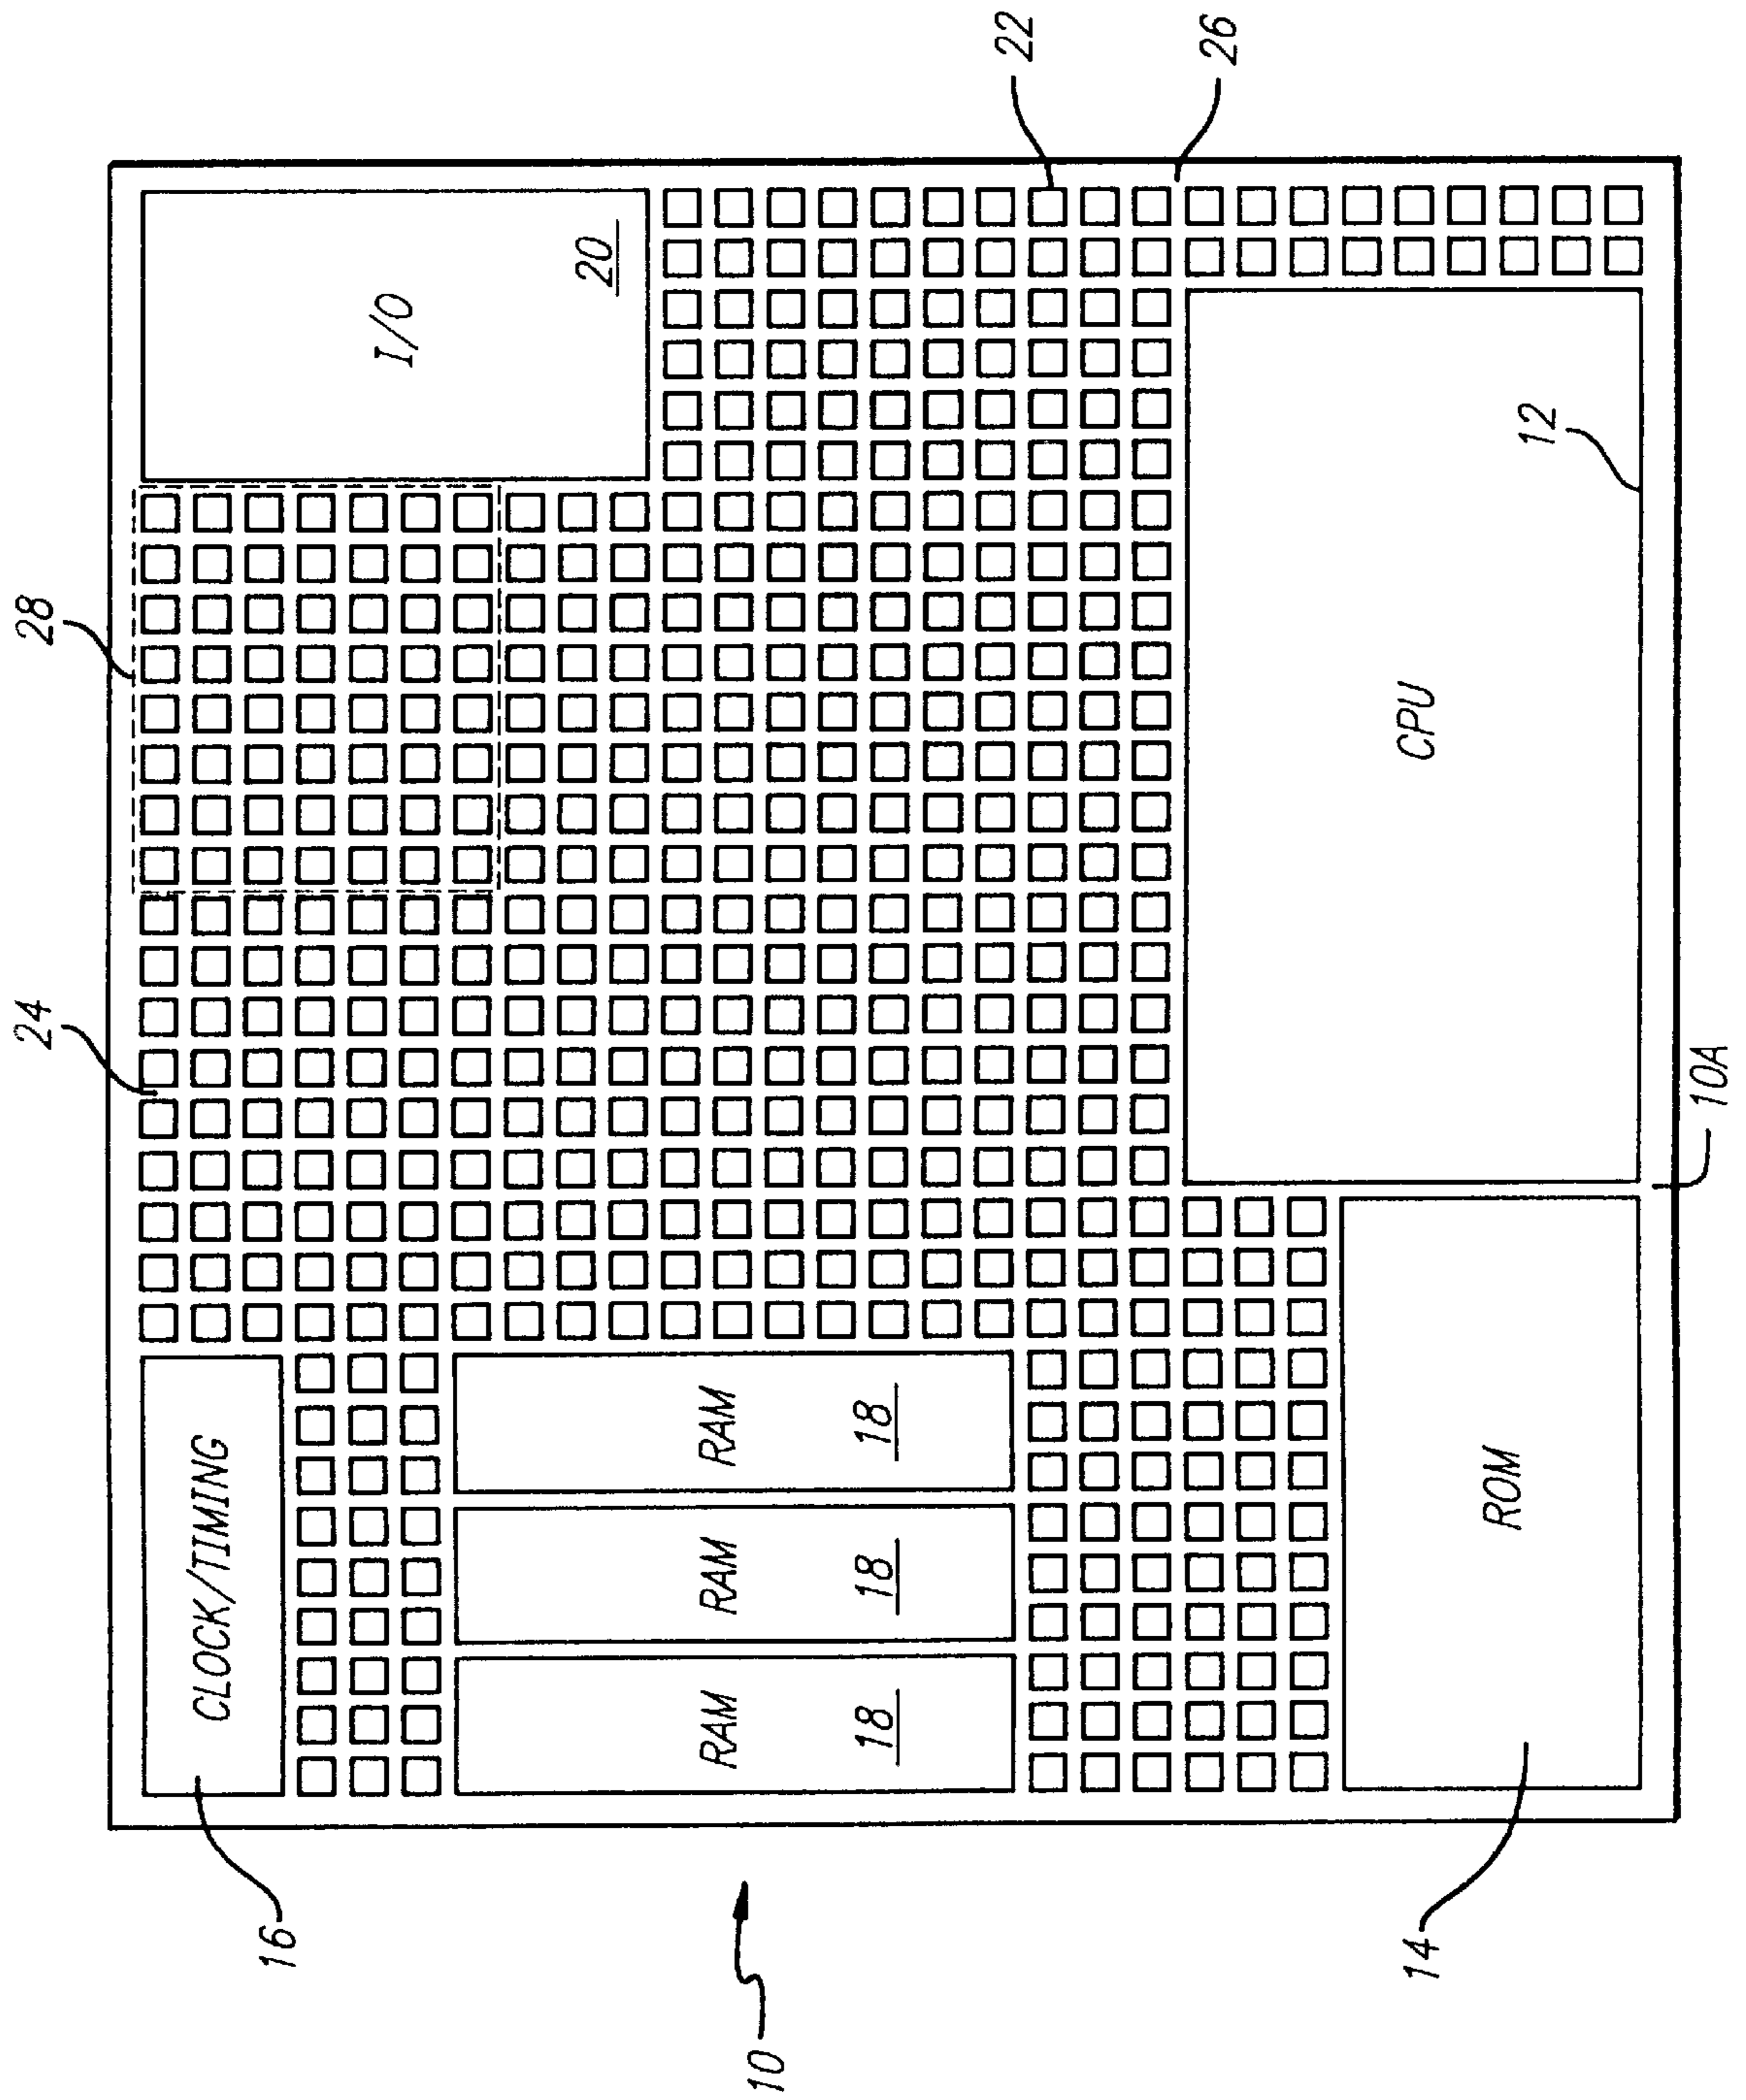 16
24
28
CLOCK/TIMING
I/O
20
RAM
18
RAM
18
RAM
18
22
26
10
14
ROM
CPU
12
10A